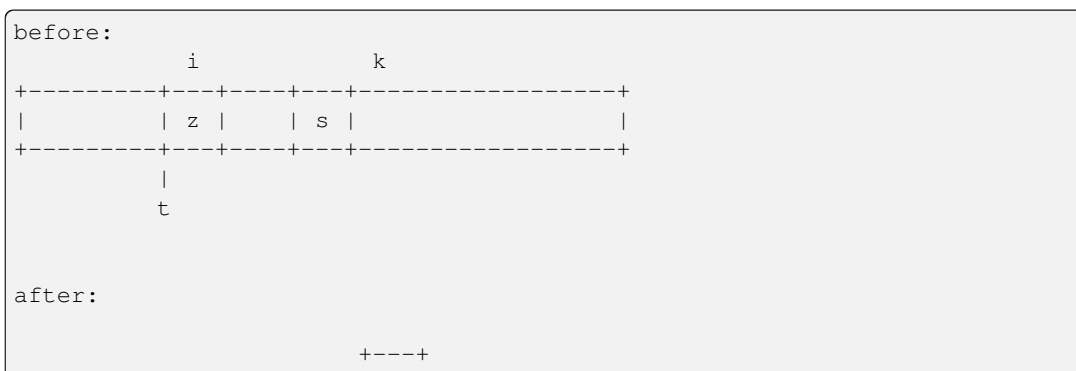 before:
            i            k
+---------+---+----+---+------------------+
|         | z |    | s |                  |
+---------+---+----+---+------------------+
          |
          t
after:
                        +---+